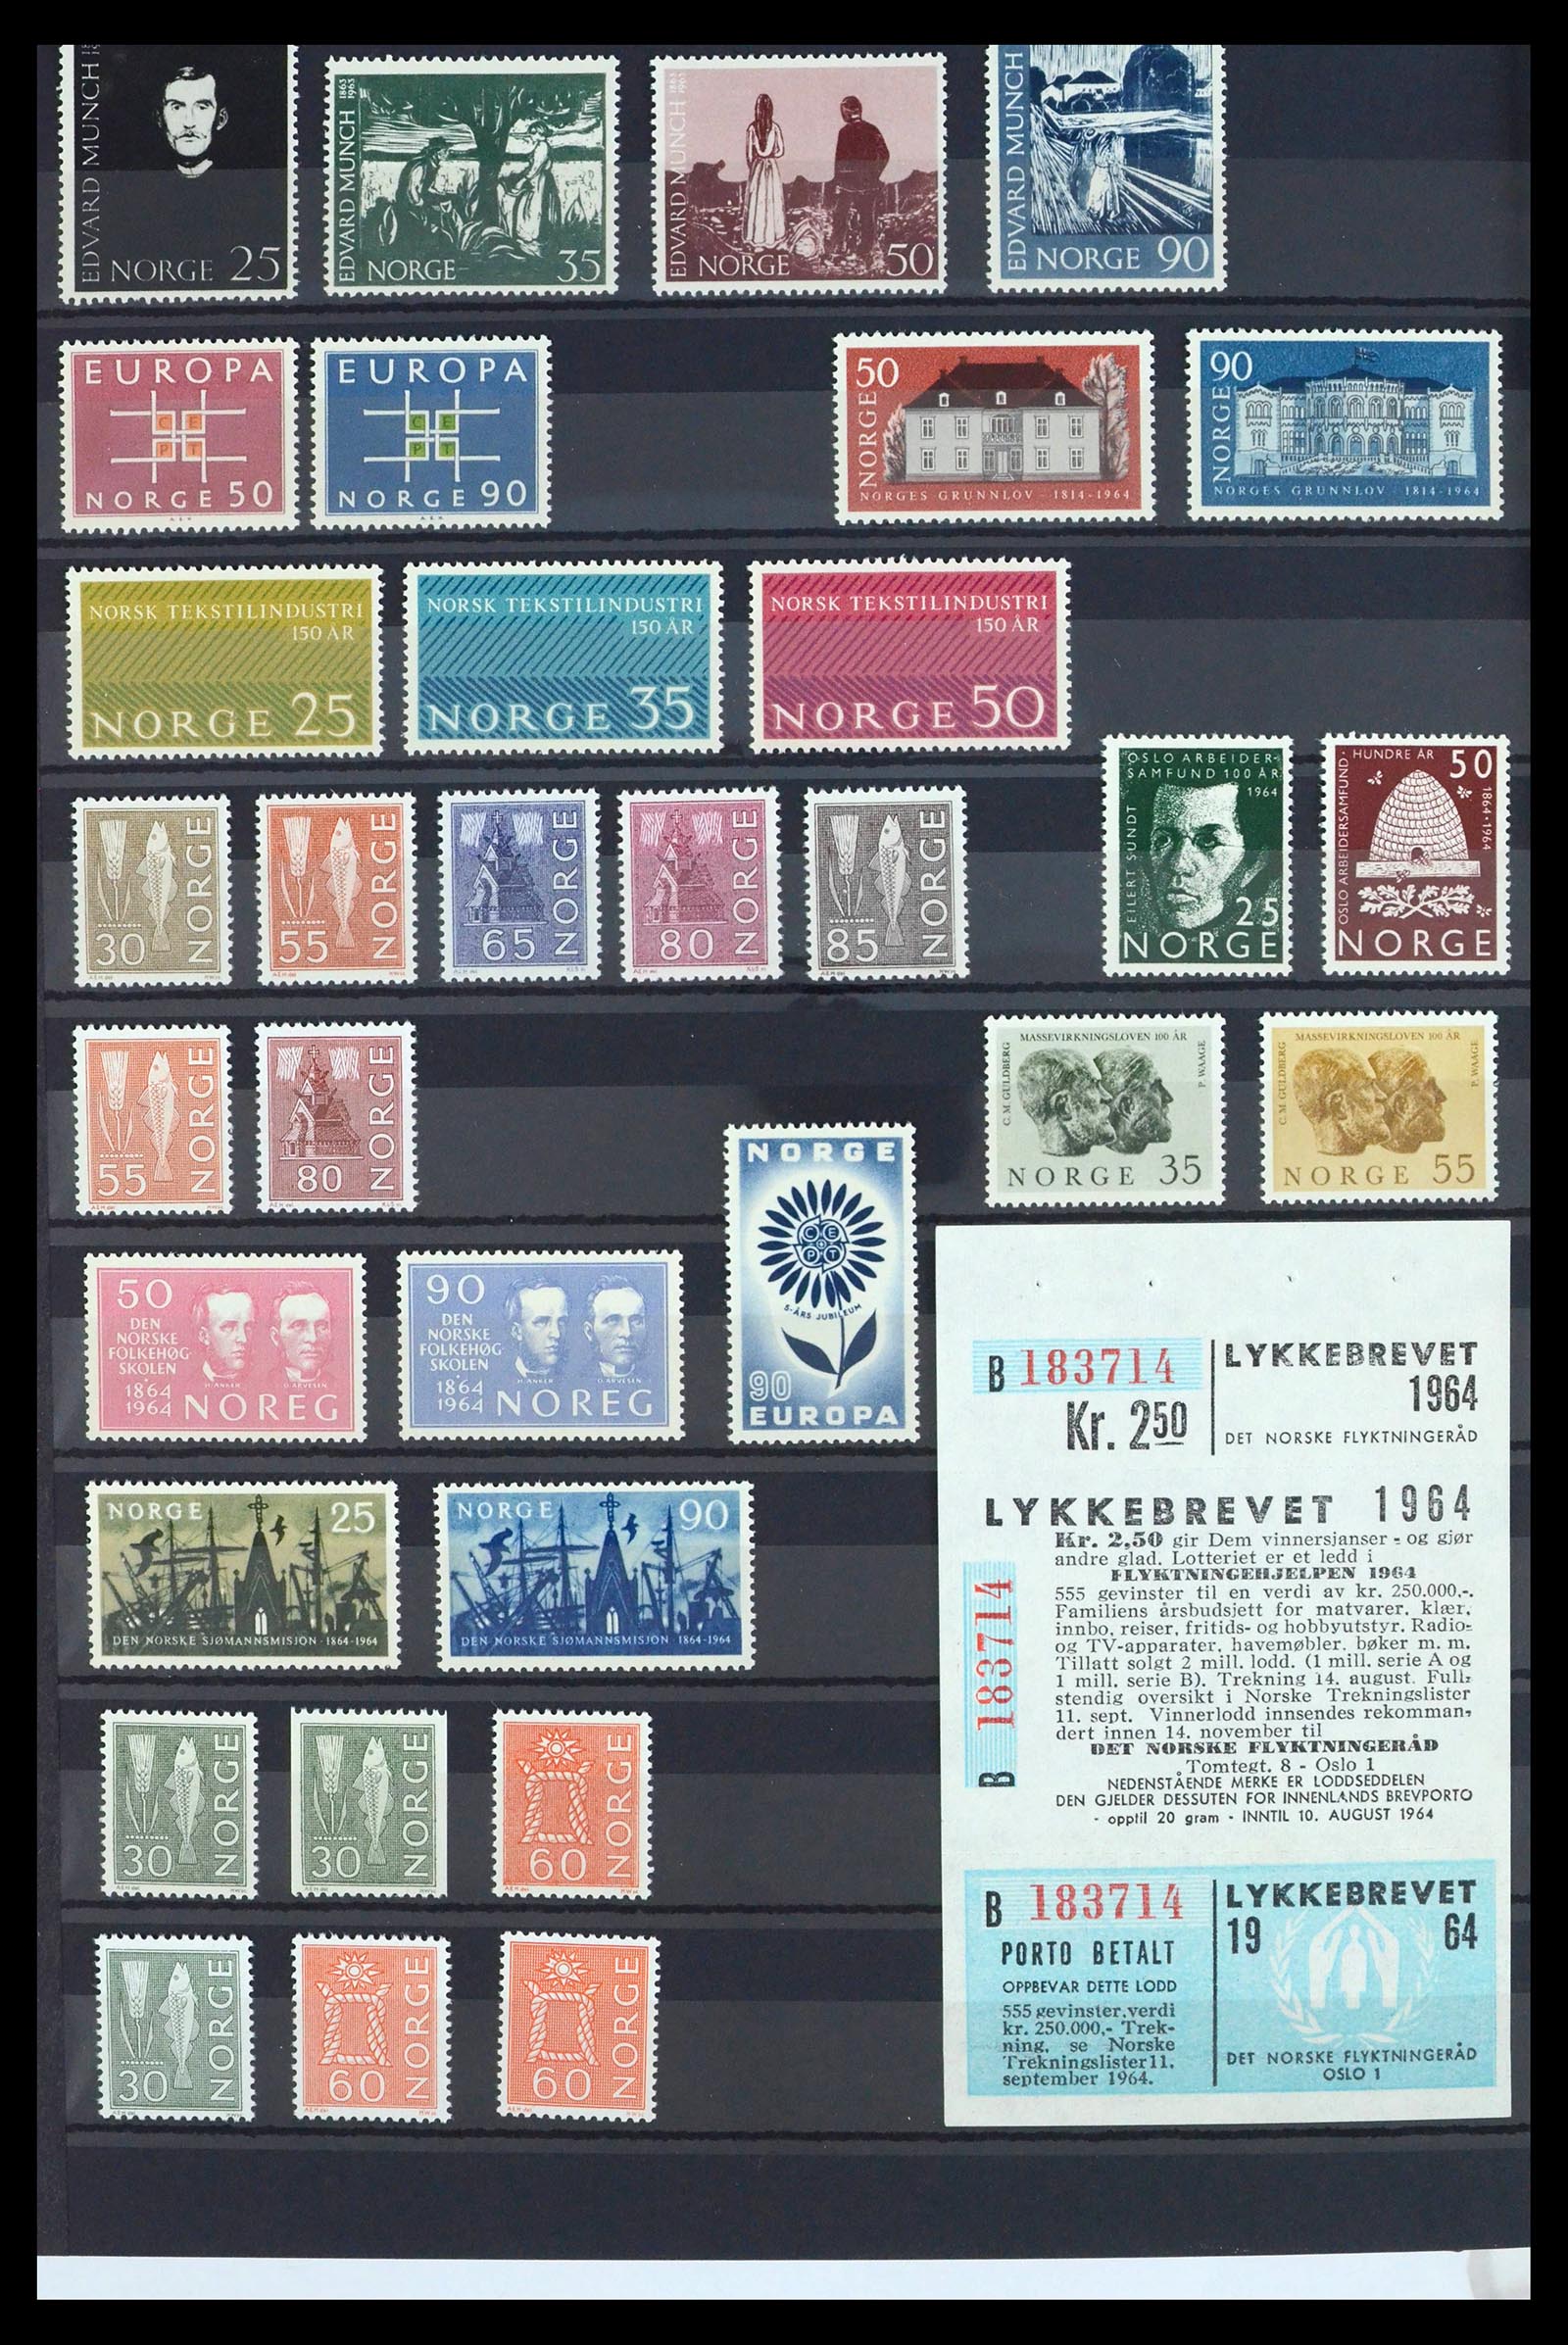 EDVARD MUNCH
NORGE 25
EDVARD MUNCH 1863 1963
NORGE 35
EDVARD MUNCH 1863 1963
NORGE 50
EDVARD MUNCH
NORGE 90
EUROPA
C E
P T
NORGE 50
EUROPA
C E
P T
NORGE 90
50
NORGE
NORGES GRUNNLOV 1814-1964
90
NORGE
NORGES GRUNNLOV 1814-1964
NORSK TEKSTILINDUSTRI
150 ÅR
NORGE 25
NORSK TEKSTILINDUSTRI
150 ÅR
NORGE 35
NORSK TEKSTILINDUSTRI
150 ÅR
NORGE 50
30
NORGE
55
NORGE
65
NORGE
80
NORGE
85
NORGE
OSLO ARBEIDER-
SAMFUND 100 ÅR
1964
EILERT SUNDT
25
NORGE
HUNDRE ÅR
50
OSLO ARBEIDERSAMFUND
1864·1964
NORGE
55
NORGE
80
NORGE
MASSEVIRKNINGSLOVEN 100 ÅR
C. M. GULDBERG
P. WAAGE
NORGE 35
MASSEVIRKNINGSLOVEN 100 ÅR
C. M. GULDBERG
P. WAAGE
NORGE 55
50
DEN
NORSKE
FOLKEHØG
SKOLEN
1864
1964
H. ANKER
O. ARVESEN
NOREG
90
DEN
NORSKE
FOLKEHØG
SKOLEN
1864
1964
H. ANKER
O. ARVESEN
NOREG
NORGE
C E
P T
5-ÅRS JUBILEUM
90
EUROPA
B 183714
Kr. 2 50
LYKKEBREVET
1964
DET NORSKE FLYKTNINGERÅD
LYKKEBREVET 1964
Kr. 2,50 gir Dem vinnersjanser - og gjør
andre glad. Lotteriet er et ledd i
FLYKTNINGEHJELPEN 1964
555 gevinster til en verdi av kr. 250.000,-.
Familiens årsbudsjett for matvarer, klær,
innbo, reiser, fritids- og hobbyutstyr. Radio-
og TV-apparater, havemøbler, bøker m. m.
Tillatt solgt 2 mill. lodd. (1 mill. serie A og
1 mill. serie B). Trekning 14. august. Full-
stendig oversikt i Norske Trekningslister
11. sept. Vinnerlodd innsendes rekomman-
dert innen 14. november til
DET NORSKE FLYKTNINGERÅD
Tomtegt. 8 - Oslo 1
NEDENSTÅENDE MERKE ER LODDSEDDELEN
DEN GJELDER DESSUTEN FOR INNENLANDS BREVPORTO
- opptil 20 gram - INNTIL 10. AUGUST 1964
B 183714
B 183714
PORTO BETALT
OPPBEVAR DETTE LODD
555 gevinster, verdi
kr. 250.000,- Trek-
ning, se Norske
Trekningslister 11.
september 1964.
LYKKEBREVET
19 64
DET NORSKE FLYKTNINGERÅD
OSLO 1
NORGE 25
DEN NORSKE SJØMANNSMISJON 1864-1964
NORGE 90
DEN NORSKE SJØMANNSMISJON 1864-1964
30
NORGE
30
NORGE
60
NORGE
30
NORGE
60
NORGE
60
NORGE